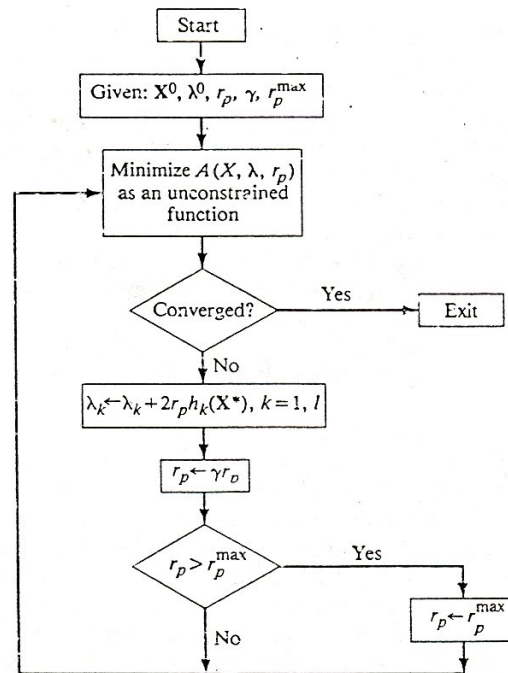 Start
Given: X⁰, λ⁰, r_p, γ, r_p^max
Minimize A(X, λ, r_p)
as an unconstrained
function
Converged?
Yes
Exit
No
λ_k ← λ_k + 2r_p h_k(X*), k = 1, l
r_p ← γr_p
r_p > r_p^max
Yes
r_p ← r_p^max
No